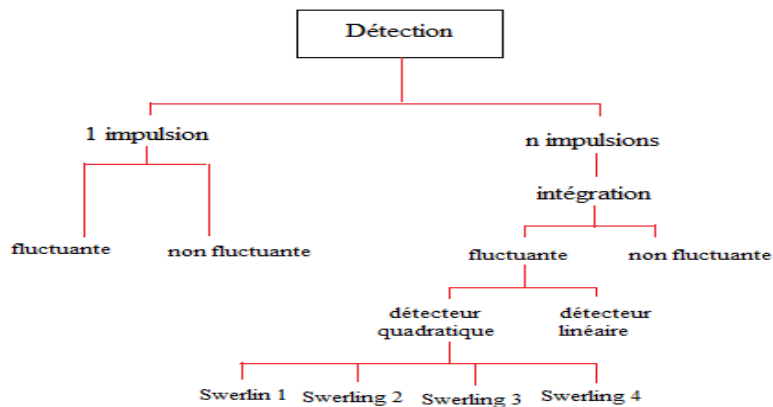 Détection
1 impulsion
n impulsions
intégration
fluctuante
non fluctuante
fluctuante
non fluctuante
détecteur
quadratique
détecteur
linéaire
Swerlin 1
Swerling 2
Swerling 3
Swerling 4